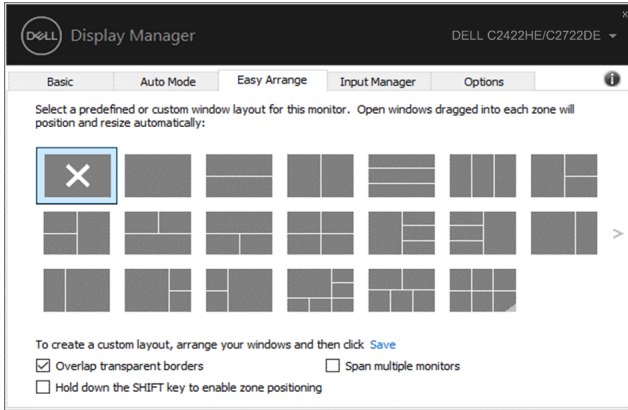 DELL Display Manager
DELL C2422HE/C2722DE
Basic Auto Mode Easy Arrange Input Manager Options
Select a predefined or custom window layout for this monitor. Open windows dragged into each zone will
position and resize automatically:
To create a custom layout, arrange your windows and then click Save
Overlap transparent borders
Span multiple monitors
Hold down the SHIFT key to enable zone positioning